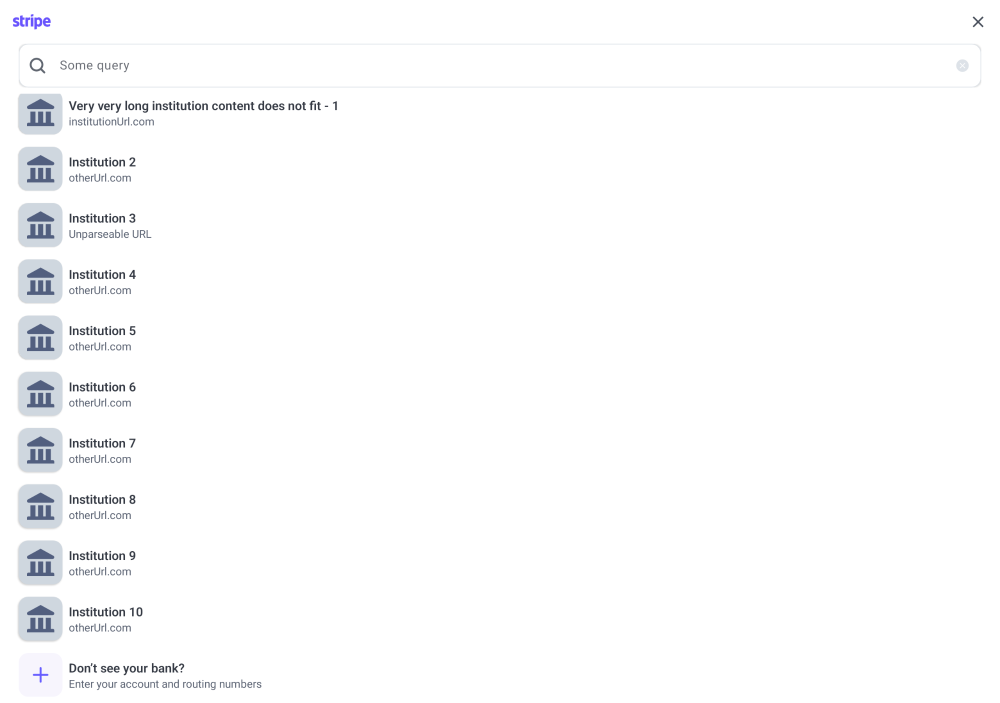 stripe
Some query
Very very long institution content does not fit - 1
institutionUrl.com
Institution 2
otherUrl.com
Institution 3
Unparseable URL
Institution 4
otherUrl.com
Institution 5
otherUrl.com
Institution 6
otherUrl.com
Institution 7
otherUrl.com
Institution 8
otherUrl.com
Institution 9
otherUrl.com
Institution 10
otherUrl.com
Don’t see your bank?
Enter your account and routing numbers